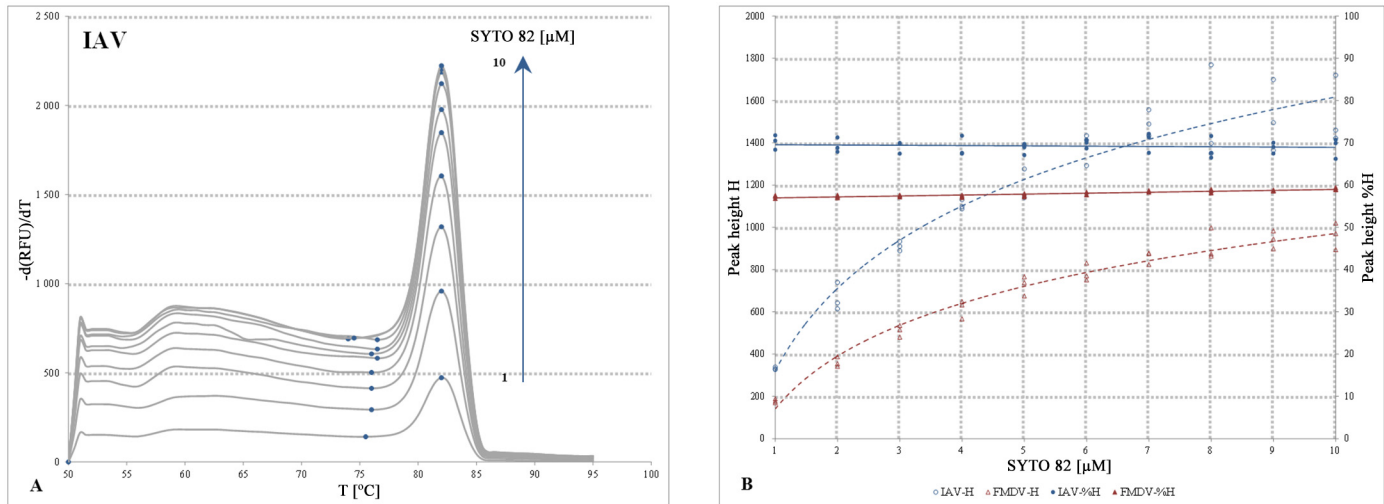 IAV
SYTO 82 [µM]
10
1
-d(RFU)/dT
2 500
2 000
1 500
1 000
500
0
50 55 60 65 70 75 80 85 90 95 100
T [ºC]
A
Peak height H
2000
1800
1600
1400
1200
1000
800
600
400
200
0
100
90
80
70
60
50
40
30
20
10
0
Peak height %H
1 2 3 4 5 6 7 8 9 10
SYTO 82 [µM]
B
IAV-H FMDV-H IAV-%H FMDV-%H